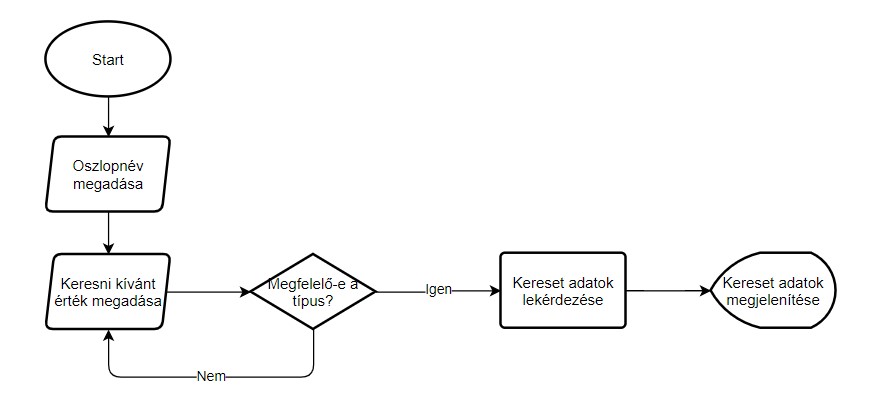 Start
Oszlopnév
megadása
Keresni kívánt
érték megadása
Megfelelő-e a
típus?
Igen
Nem
Kereset adatok
lekérdezése
Kereset adatok
megjelenítése